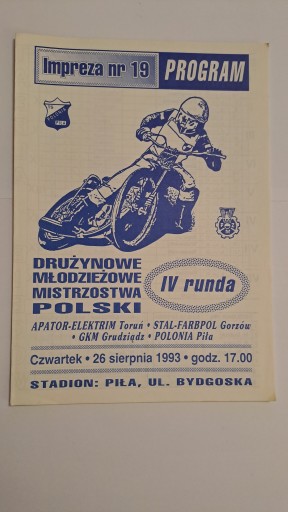 Impreza nr 19
PROGRAM
PIŁA
DRUŻYNOWE
MŁODZIEŻOWE
MISTRZOSTWA
POLSKI
IV runda
APATOR-ELEKTRIM Toruń • STAL-FARBPOL Gorzów
• GKM Grudziądz • POLONIA Piła
Czwartek • 26 sierpnia 1993 • godz. 17.00
STADION: PIŁA, UL. BYDGOSKA